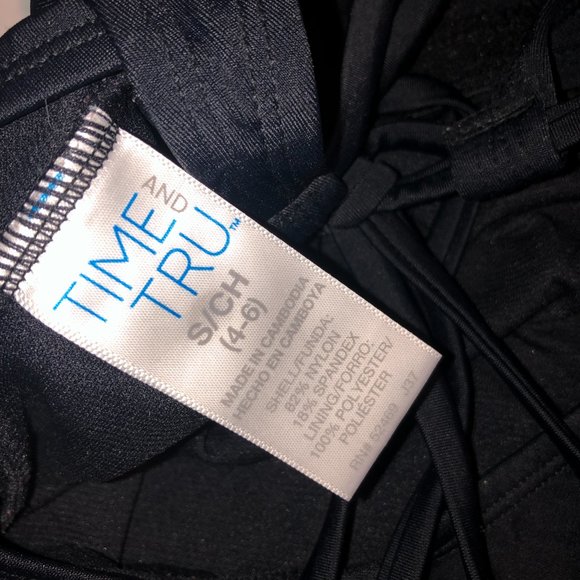 TIME
AND
TRU™
S/CH
(4-6)
MADE IN CAMBODIA
HECHO EN CAMBOYA
SHELL/FUNDA:
82% NYLON
18% SPANDEX
LINING/FORRO:
100% POLYESTER/
POLIÉSTER
RN#